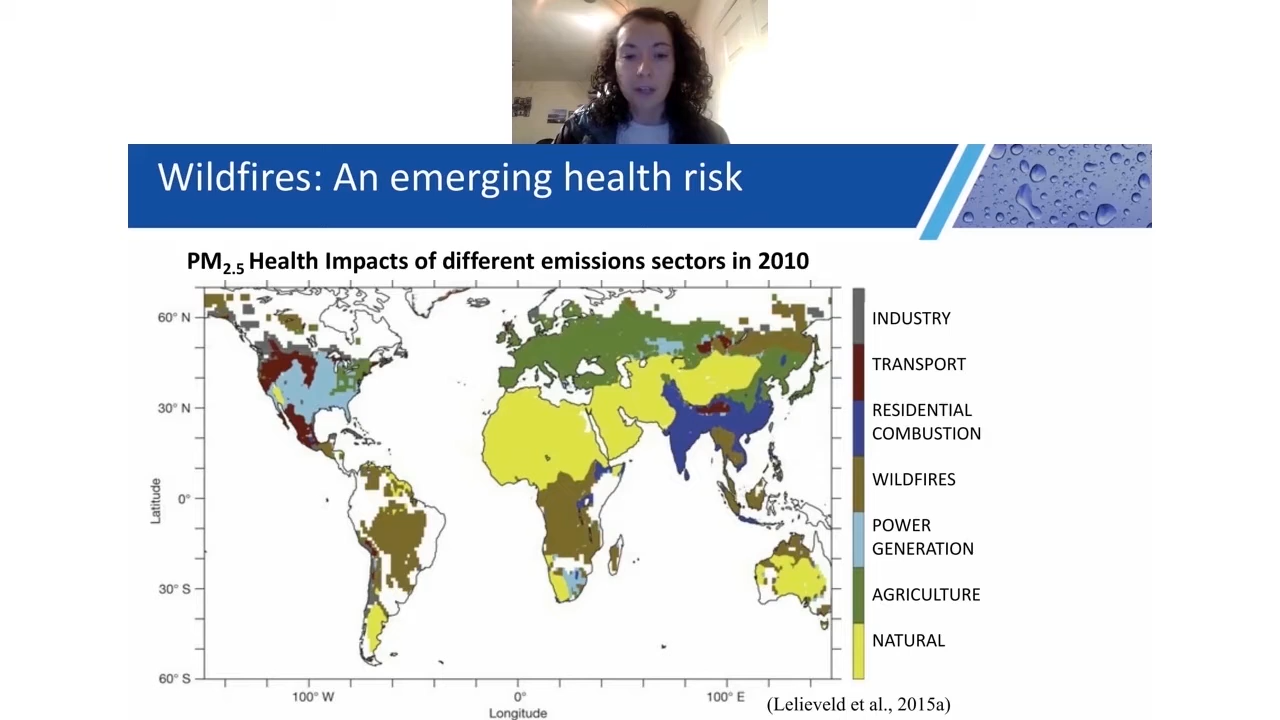 Wildfires: An emerging health risk
PM2.5 Health Impacts of different emissions sectors in 2010
60° N
30° N
0°
30° S
60° S
Latitude
100° W
0°
100° E
Longitude
INDUSTRY
TRANSPORT
RESIDENTIAL
COMBUSTION
WILDFIRES
POWER
GENERATION
AGRICULTURE
NATURAL
(Lelieveld et al., 2015a)